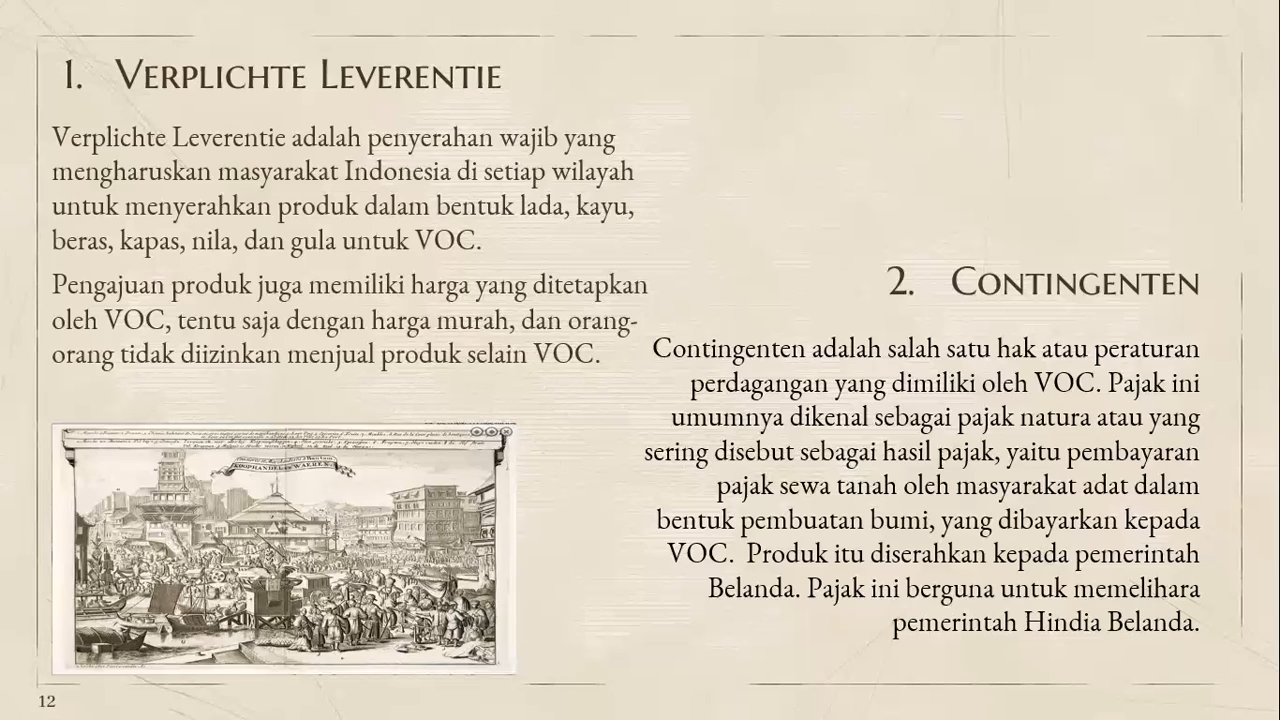 1. Verplichte Leverentie
Verplichte Leverentie adalah penyerahan wajib yang
mengharuskan masyarakat Indonesia di setiap wilayah
untuk menyerahkan produk dalam bentuk lada, kayu,
beras, kapas, nila, dan gula untuk VOC.
Pengajuan produk juga memiliki harga yang ditetapkan
oleh VOC, tentu saja dengan harga murah, dan orang-
orang tidak diizinkan menjual produk selain VOC.
2. Contingenten
Contingenten adalah salah satu hak atau peraturan
perdagangan yang dimiliki oleh VOC. Pajak ini
umumnya dikenal sebagai pajak natura atau yang
sering disebut sebagai hasil pajak, yaitu pembayaran
pajak sewa tanah oleh masyarakat adat dalam
bentuk pembuatan bumi, yang dibayarkan kepada
VOC. Produk itu diserahkan kepada pemerintah
Belanda. Pajak ini berguna untuk memelihara
pemerintah Hindia Belanda.
12